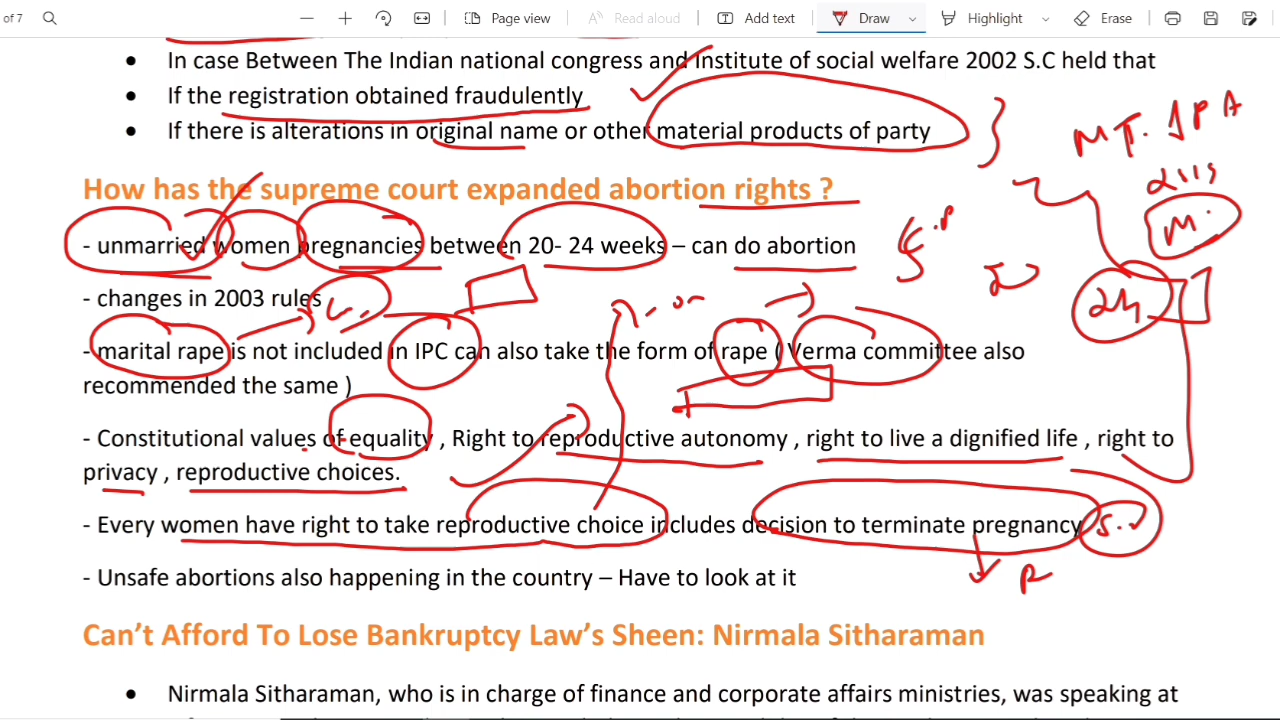 of 7
Page view
Read aloud
Add text
Draw
Highlight
Erase
• In case Between The Indian national congress and Institute of social welfare 2002 S.C held that
• If the registration obtained fraudulently
• If there is alterations in original name or other material products of party
How has the supreme court expanded abortion rights ?
- unmarried women pregnancies between 20- 24 weeks – can do abortion
- changes in 2003 rules
- marital rape is not included in IPC can also take the form of rape ( Verma committee also
recommended the same )
- Constitutional values of equality , Right to reproductive autonomy , right to live a dignified life , right to
privacy , reproductive choices.
- Every women have right to take reproductive choice includes decision to terminate pregnancy
- Unsafe abortions also happening in the country – Have to look at it
Can’t Afford To Lose Bankruptcy Law’s Sheen: Nirmala Sitharaman
• Nirmala Sitharaman, who is in charge of finance and corporate affairs ministries, was speaking at
24